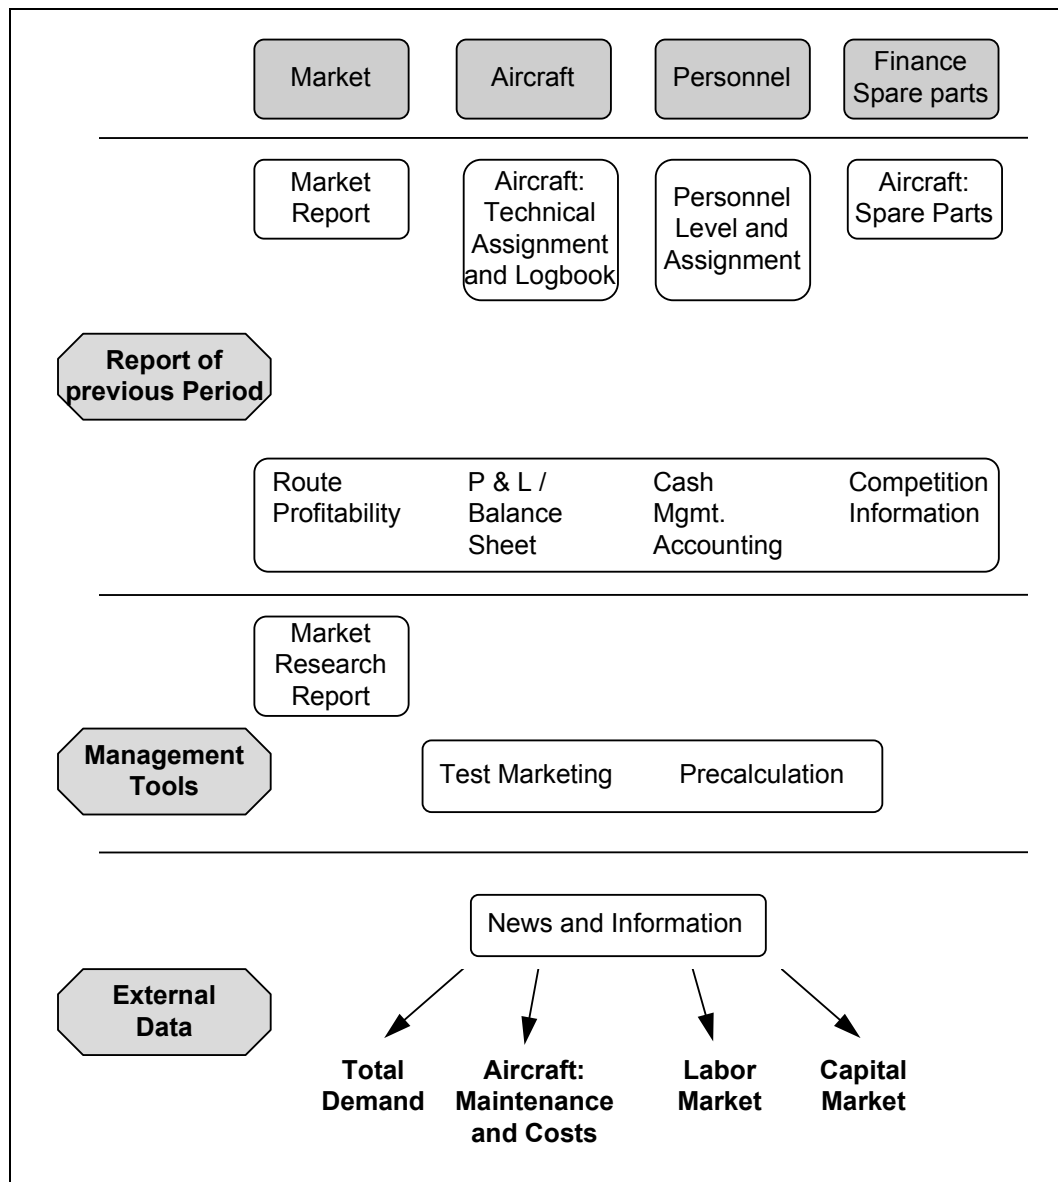 Market
Aircraft
Personnel
Finance
Spare parts
Market
Report
Aircraft:
Technical
Assignment
and Logbook
Personnel
Level and
Assignment
Aircraft:
Spare Parts
Report of
previous Period
Route
Profitability
P & L /
Balance
Sheet
Cash
Mgmt.
Accounting
Competition
Information
Market
Research
Report
Management
Tools
Test Marketing
Precalculation
News and Information
External
Data
Total
Demand
Aircraft:
Maintenance
and Costs
Labor
Market
Capital
Market